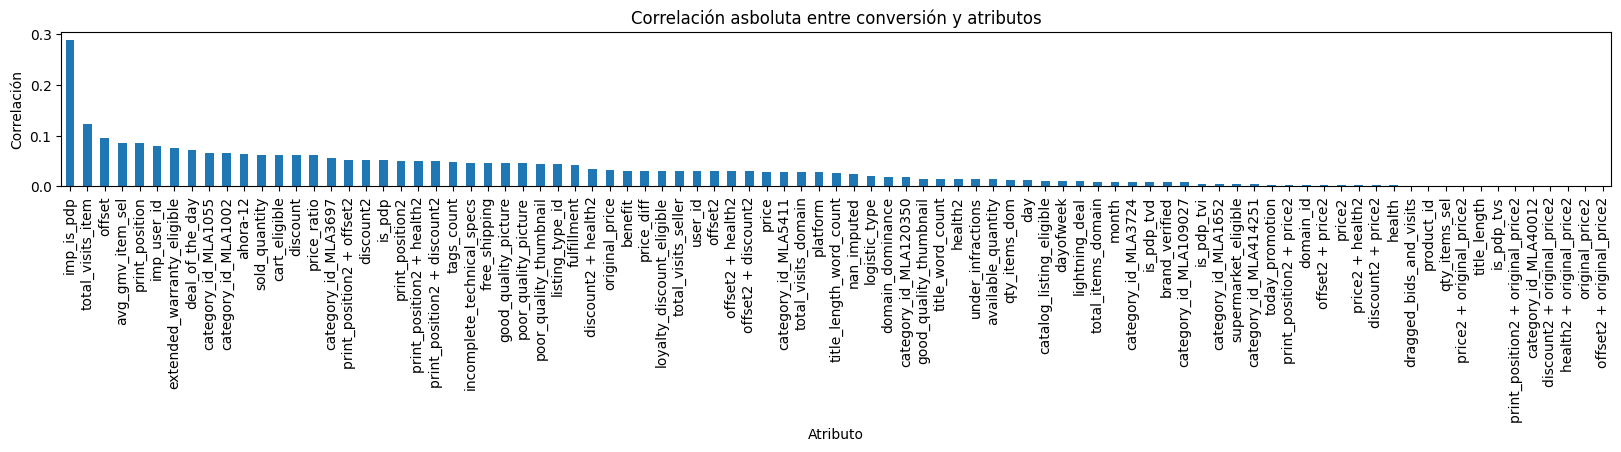 Correlación asboluta entre conversión y atributos
Correlación
0.3
0.2
0.1
0.0
imp_is_pdp
total_visits_item
offset
avg_gmv_item_sel
print_position
imp_user_id
extended_warranty_eligible
deal_of_the_day
category_id_MLA1055
category_id_MLA1002
ahora-12
sold_quantity
cart_eligible
discount
price_ratio
category_id_MLA3697
print_position2 + offset2
discount2
is_pdp
print_position2
print_position2 + health2
print_position2 + discount2
tags_count
incomplete_technical_specs
free_shipping
good_quality_picture
poor_quality_picture
poor_quality_thumbnail
listing_type_id
fulfillment
discount2 + health2
original_price
benefit
price_diff
loyalty_discount_eligible
total_visits_seller
user_id
offset2
offset2 + health2
offset2 + discount2
price
category_id_MLA5411
total_visits_domain
platform
title_length_word_count
nan_imputed
logistic_type
domain_dominance
category_id_MLA120350
good_quality_thumbnail
title_word_count
health2
under_infractions
available_quantity
qty_items_dom
day
catalog_listing_eligible
dayofweek
lightning_deal
total_items_domain
month
category_id_MLA3724
is_pdp_tvd
brand_verified
category_id_MLA109027
is_pdp_tvi
category_id_MLA1652
supermarket_eligible
category_id_MLA414251
today_promotion
print_position2 + price2
domain_id
offset2 + price2
price2
price2 + health2
discount2 + price2
health
dragged_bids_and_visits
product_id
qty_items_sel
price2 + original_price2
title_length
is_pdp_tvs
print_position2 + original_price2
category_id_MLA40012
discount2 + original_price2
health2 + original_price2
original_price2
offset2 + original_price2
Atributo